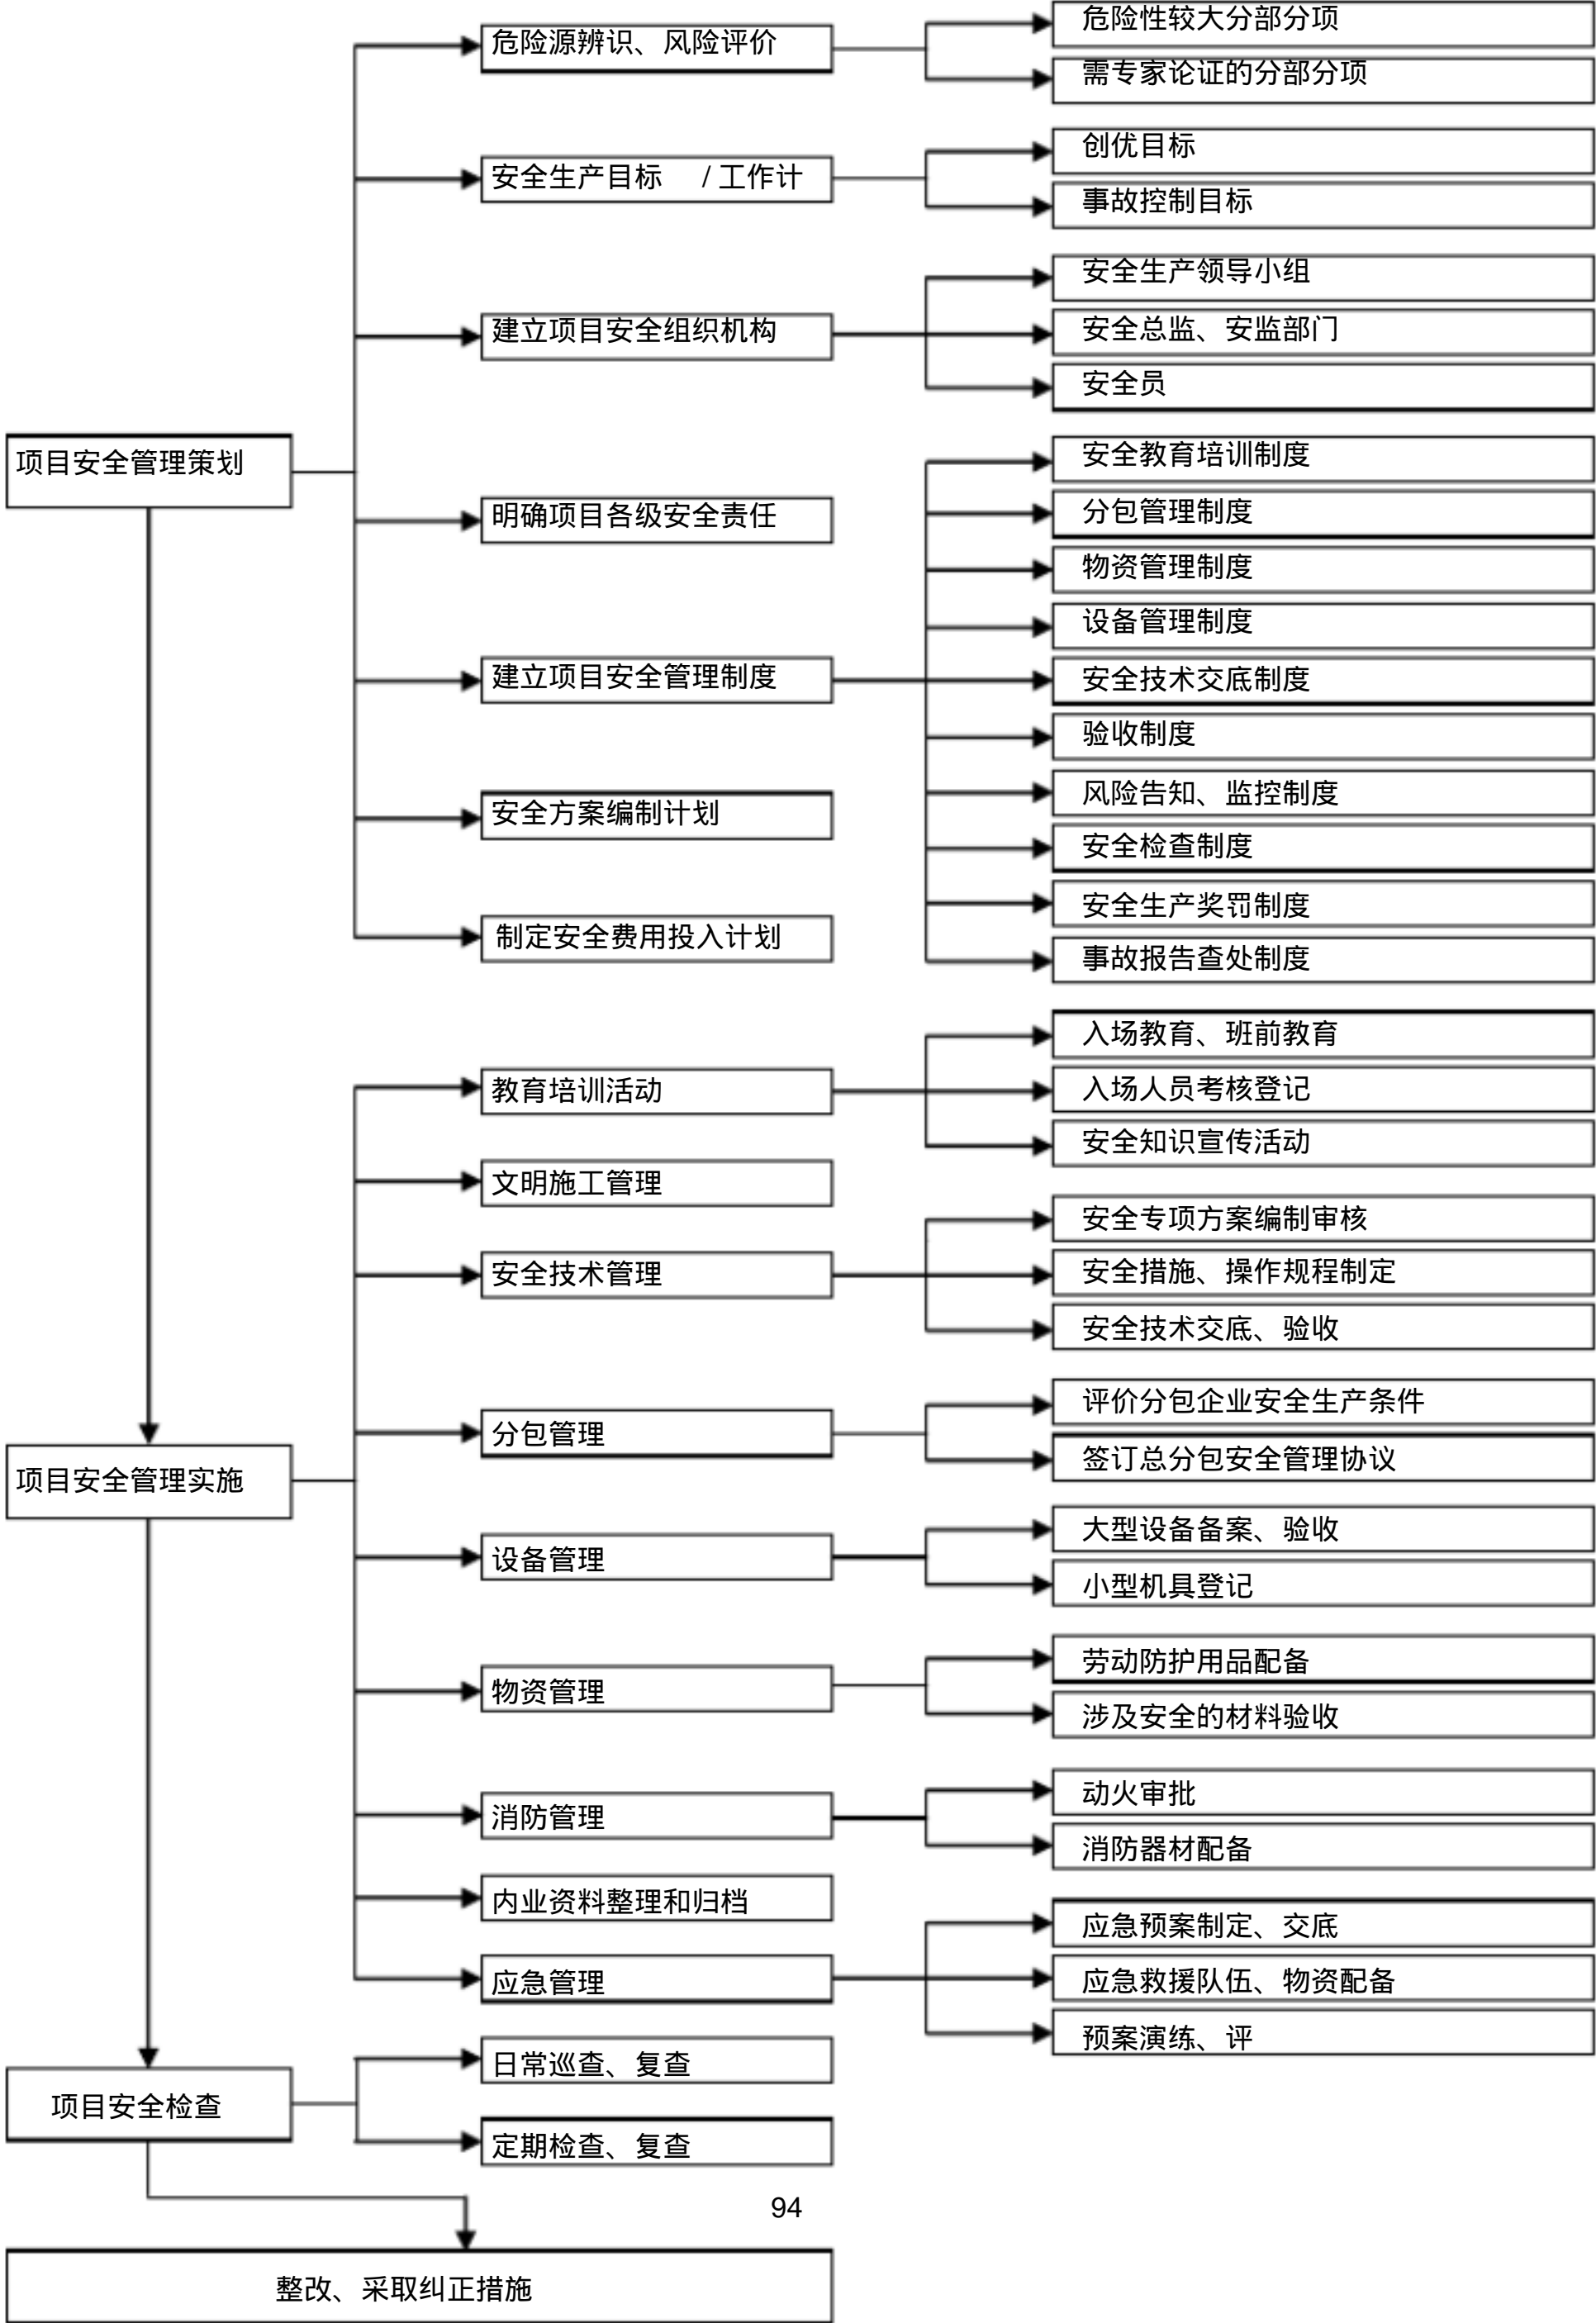 危险性较大分部分项
危险源辨识、风险评价
需专家论证的分部分项
创优目标
安全生产目标 / 工作计
事故控制目标
安全生产领导小组
建立项目安全组织机构
安全总监、安监部门
安全员
项目安全管理策划
安全教育培训制度
明确项目各级安全责任
分包管理制度
物资管理制度
设备管理制度
建立项目安全管理制度
安全技术交底制度
验收制度
安全方案编制计划
风险告知、监控制度
安全检查制度
安全生产奖罚制度
制定安全费用投入计划
事故报告查处制度
入场教育、班前教育
教育培训活动
入场人员考核登记
安全知识宣传活动
文明施工管理
安全专项方案编制审核
安全技术管理
安全措施、操作规程制定
安全技术交底、验收
评价分包企业安全生产条件
分包管理
签订总分包安全管理协议
项目安全管理实施
大型设备备案、验收
设备管理
小型机具登记
劳动防护用品配备
物资管理
涉及安全的材料验收
动火审批
消防管理
消防器材配备
内业资料整理和归档
应急预案制定、交底
应急管理
应急救援队伍、物资配备
预案演练、评
日常巡查、复查
项目安全检查
定期检查、复查
94
整改、采取纠正措施